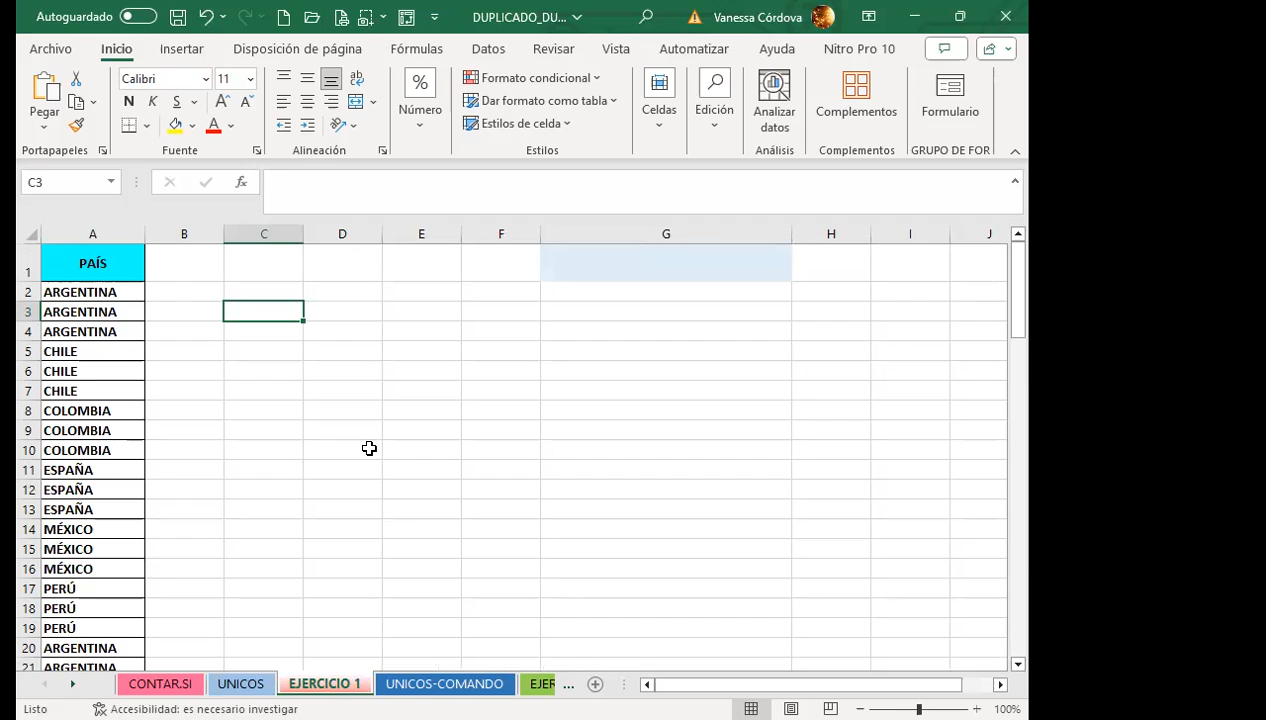 Autoguardado DUPLICADO_DU... Vanessa Córdova
Archivo Inicio Insertar Disposición de página Fórmulas Datos Revisar Vista Automatizar Ayuda Nitro Pro 10
Pegar
Calibri 11
N K S
A A
A
ab
%
Número
Formato condicional
Dar formato como tabla
Estilos de celda
Celdas
Edición
Analizar datos
Complementos
Formulario
Portapapeles Fuente Alineación Estilos Análisis Complementos GRUPO DE FOR
C3 fx
A B C D E F G H I J
1 PAÍS
2 ARGENTINA
3 ARGENTINA
4 ARGENTINA
5 CHILE
6 CHILE
7 CHILE
8 COLOMBIA
9 COLOMBIA
10 COLOMBIA
11 ESPAÑA
12 ESPAÑA
13 ESPAÑA
14 MÉXICO
15 MÉXICO
16 MÉXICO
17 PERÚ
18 PERÚ
19 PERÚ
20 ARGENTINA
21 ARGENTINA
CONTAR.SI UNICOS EJERCICIO 1 UNICOS-COMANDO EJER ...
Listo Accesibilidad: es necesario investigar 100%